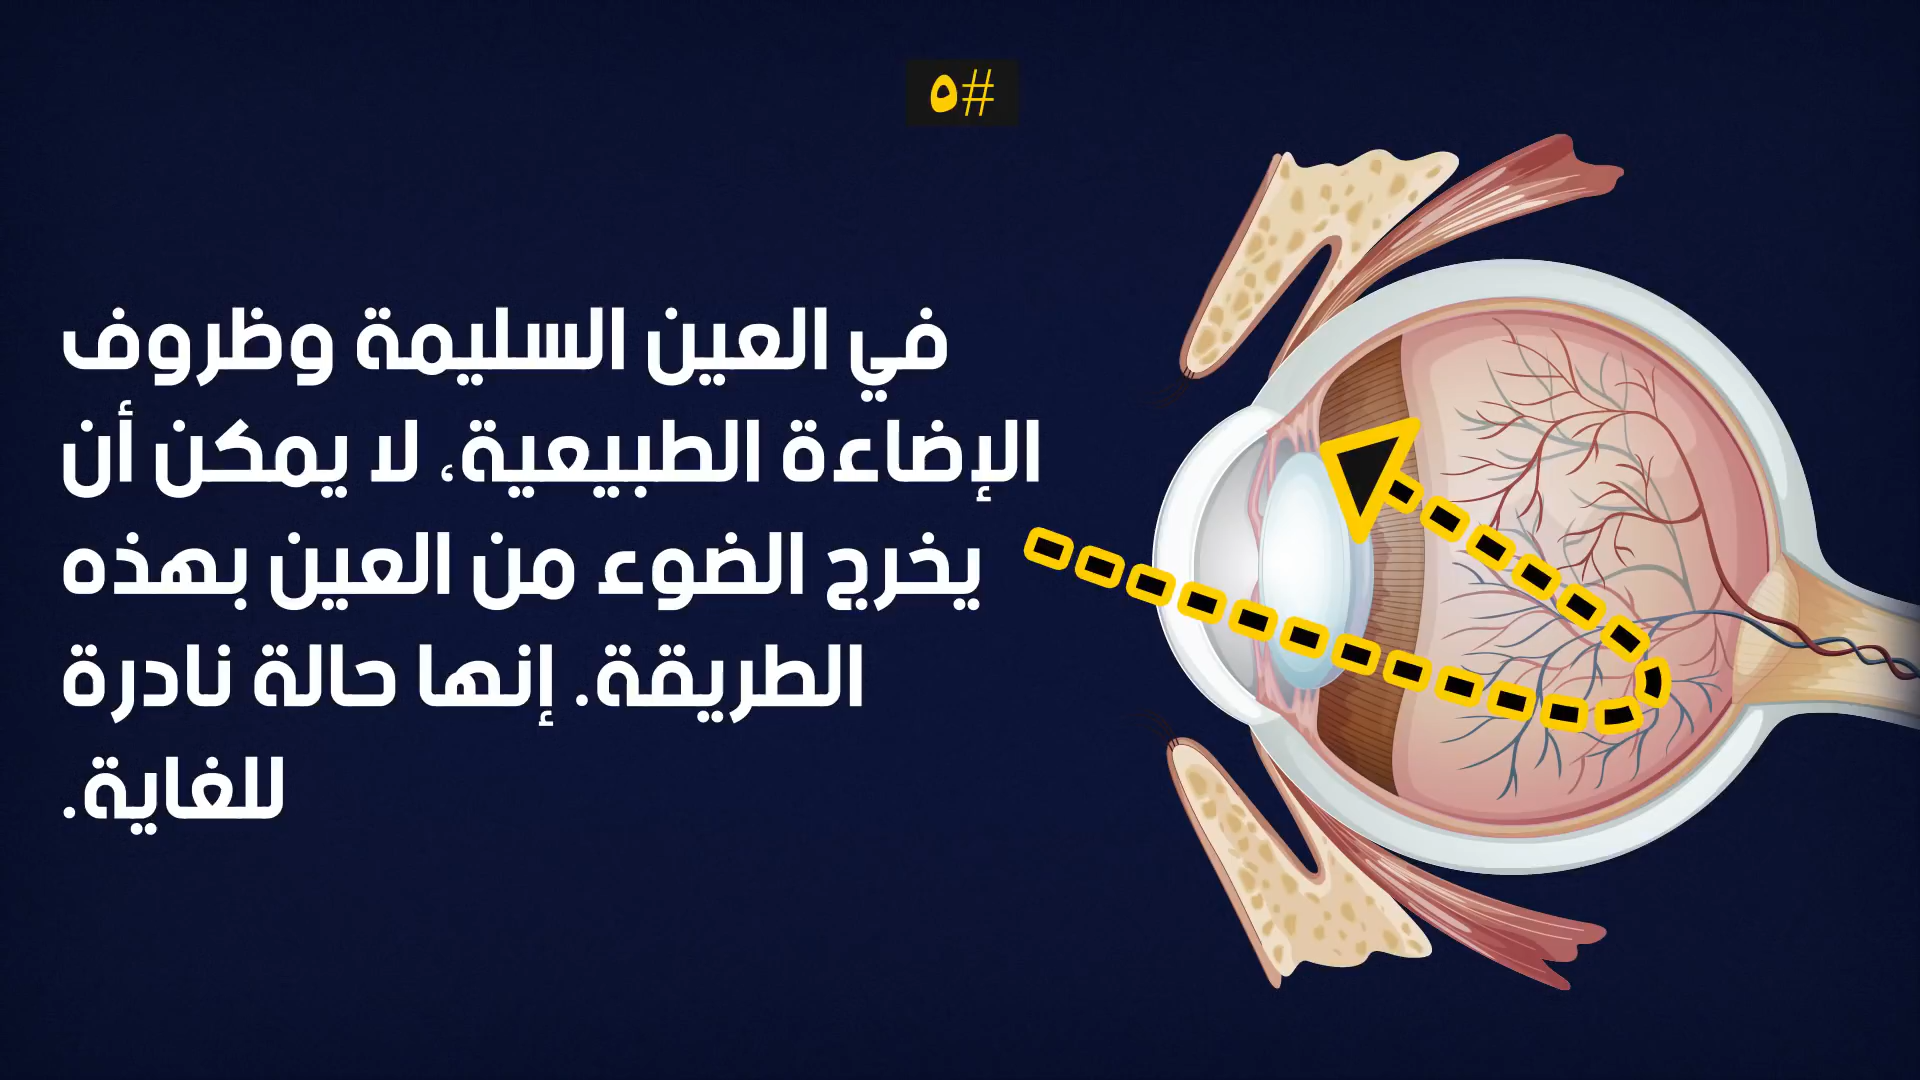 #٥
في العين السليمة وظروف
الإضاءة الطبيعية، لا يمكن أن
يخرج الضوء من العين بهذه
الطريقة. إنها حالة نادرة
للغاية.